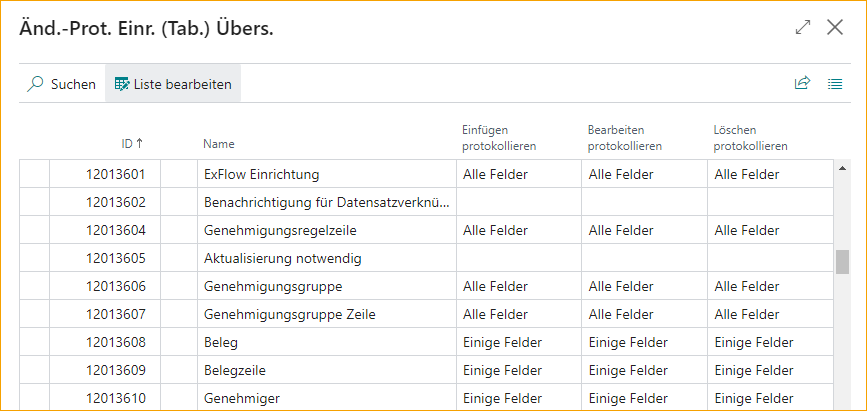 Änd.-Prot. Einr. (Tab.) Übers.
Suchen Liste bearbeiten
ID↑ Name Einfügen protokollieren Bearbeiten protokollieren Löschen protokollieren
12013601 ExFlow Einrichtung Alle Felder Alle Felder Alle Felder
12013602 Benachrichtigung für Datensatzverknü...
12013604 Genehmigungsregelzeile Alle Felder Alle Felder Alle Felder
12013605 Aktualisierung notwendig
12013606 Genehmigungsgruppe Alle Felder Alle Felder Alle Felder
12013607 Genehmigungsgruppe Zeile Alle Felder Alle Felder Alle Felder
12013608 Beleg Einige Felder Einige Felder Einige Felder
12013609 Belegzeile Einige Felder Einige Felder Einige Felder
12013610 Genehmiger Einige Felder Einige Felder Einige Felder